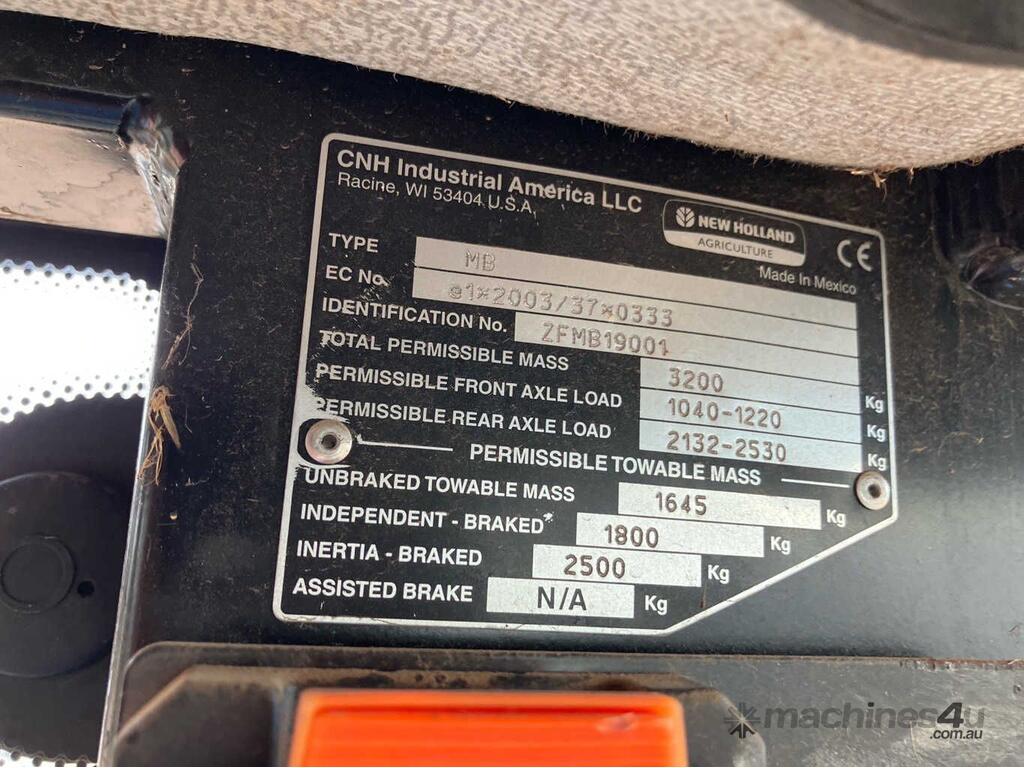 CNH Industrial America LLC
Racine, WI 53404 U.S.A.
NEW HOLLAND
AGRICULTURE
CE
Made In Mexico
TYPE MB
EC No. e1*2003/37*0333
IDENTIFICATION No. ZFMB19001
TOTAL PERMISSIBLE MASS 3200 Kg
PERMISSIBLE FRONT AXLE LOAD 1040-1220 Kg
PERMISSIBLE REAR AXLE LOAD 2132-2530 Kg
PERMISSIBLE TOWABLE MASS
UNBRAKED TOWABLE MASS 1645 Kg
INDEPENDENT - BRAKED 1800 Kg
INERTIA - BRAKED 2500 Kg
ASSISTED BRAKE N/A Kg
machines4u
.com.au